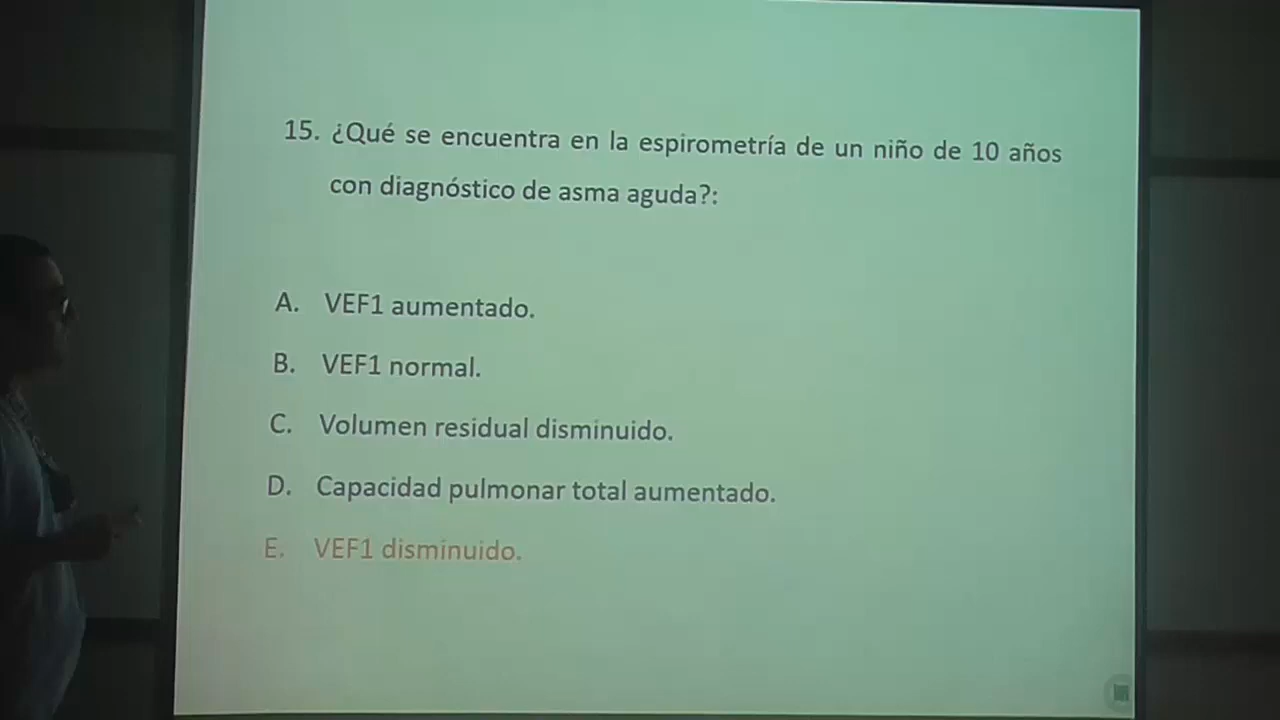 15. ¿Qué se encuentra en la espirometría de un niño de 10 años
con diagnóstico de asma aguda?:
A. VEF1 aumentado.
B. VEF1 normal.
C. Volumen residual disminuido.
D. Capacidad pulmonar total aumentado.
E. VEF1 disminuido.